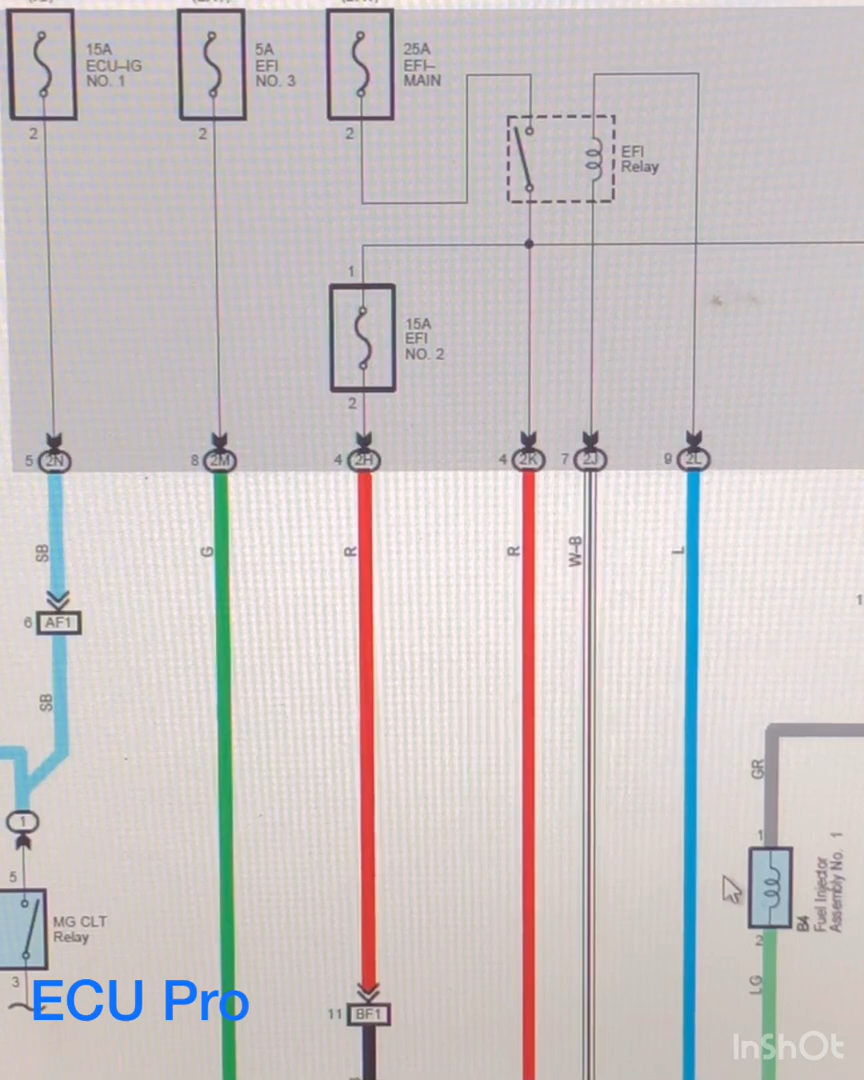 15A
ECU-IG
NO. 1
5A
EFI
NO. 3
25A
EFI-
MAIN
2
2
2
EFI
Relay
1
15A
EFI
NO. 2
2
5 2N
8 2M
4 2H
4 2K
7 2J
9 2L
SB
G
R
R
W-B
L
1
6 AF1
SB
GR
1
1
5
B4
Fuel Injector
Assembly No. 1
MG CLT
Relay
2
3
LG
ECU Pro
11 BF1
InShOt